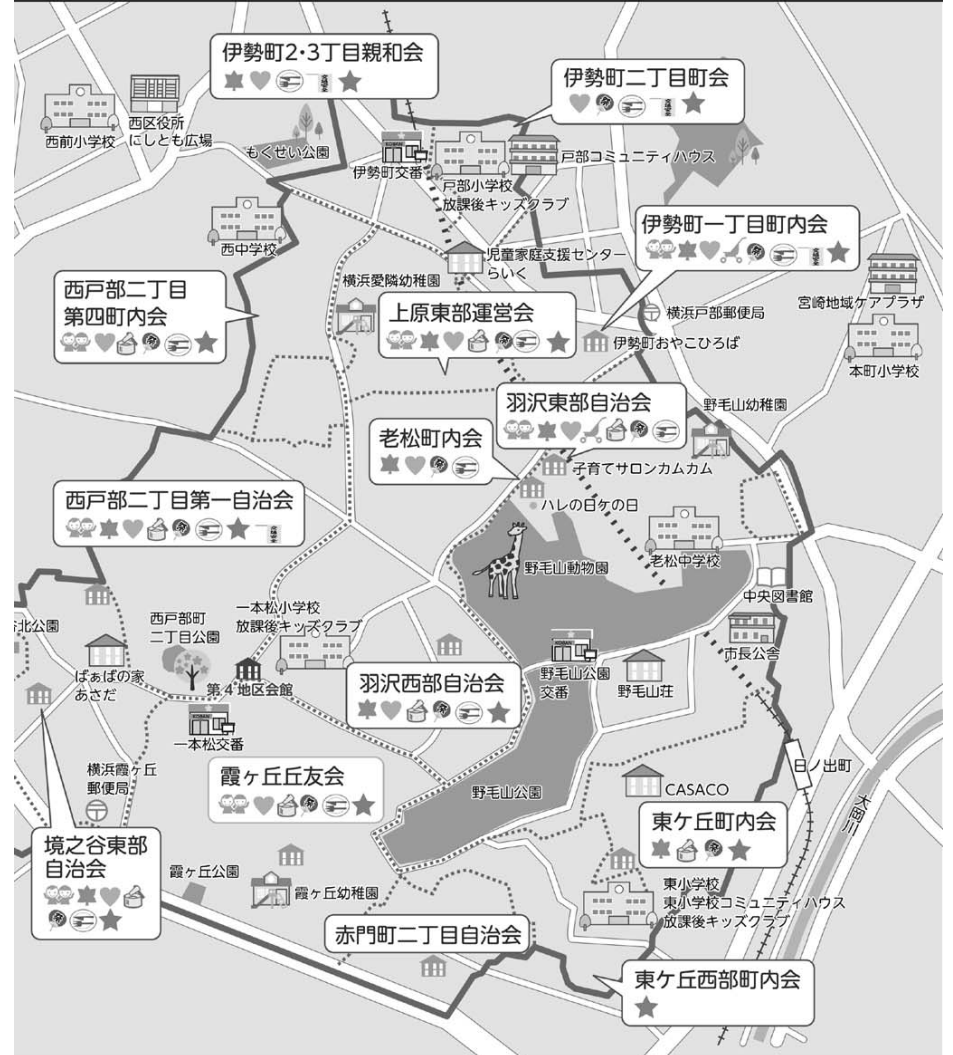 伊勢町2・3丁目親和会
伊勢町二丁目町会
西前小学校
西区役所
にしとも広場
もくせい公園
KOBAN
伊勢町交番
戸部小学校
放課後キッズクラブ
戸部コミュニティハウス
西中学校
伊勢町一丁目町内会
児童家庭支援センター
らいく
横浜愛隣幼稚園
西戸部二丁目
第四町内会
上原東部運営会
横浜戸部郵便局
伊勢町おやこひろば
宮崎地域ケアプラザ
本町小学校
羽沢東部自治会
野毛山幼稚園
老松町内会
子育てサロンカムカム
ハレの日ケの日
西戸部二丁目第一自治会
野毛山動物園
老松中学校
中央図書館
北公園
西戸部町
二丁目公園
一本松小学校
放課後キッズクラブ
ばぁばの家
あさだ
第4地区会館
市長公舎
野毛山公園
交番
野毛山荘
羽沢西部自治会
KOBAN
一本松交番
横浜霞ヶ丘
郵便局
霞ヶ丘丘友会
野毛山公園
CASACO
日ノ出町
大岡川
東ケ丘町内会
境之谷東部
自治会
霞ヶ丘公園
霞ヶ丘幼稚園
東小学校
東小学校コミュニティハウス
放課後キッズクラブ
赤門町二丁目自治会
東ケ丘西部町内会